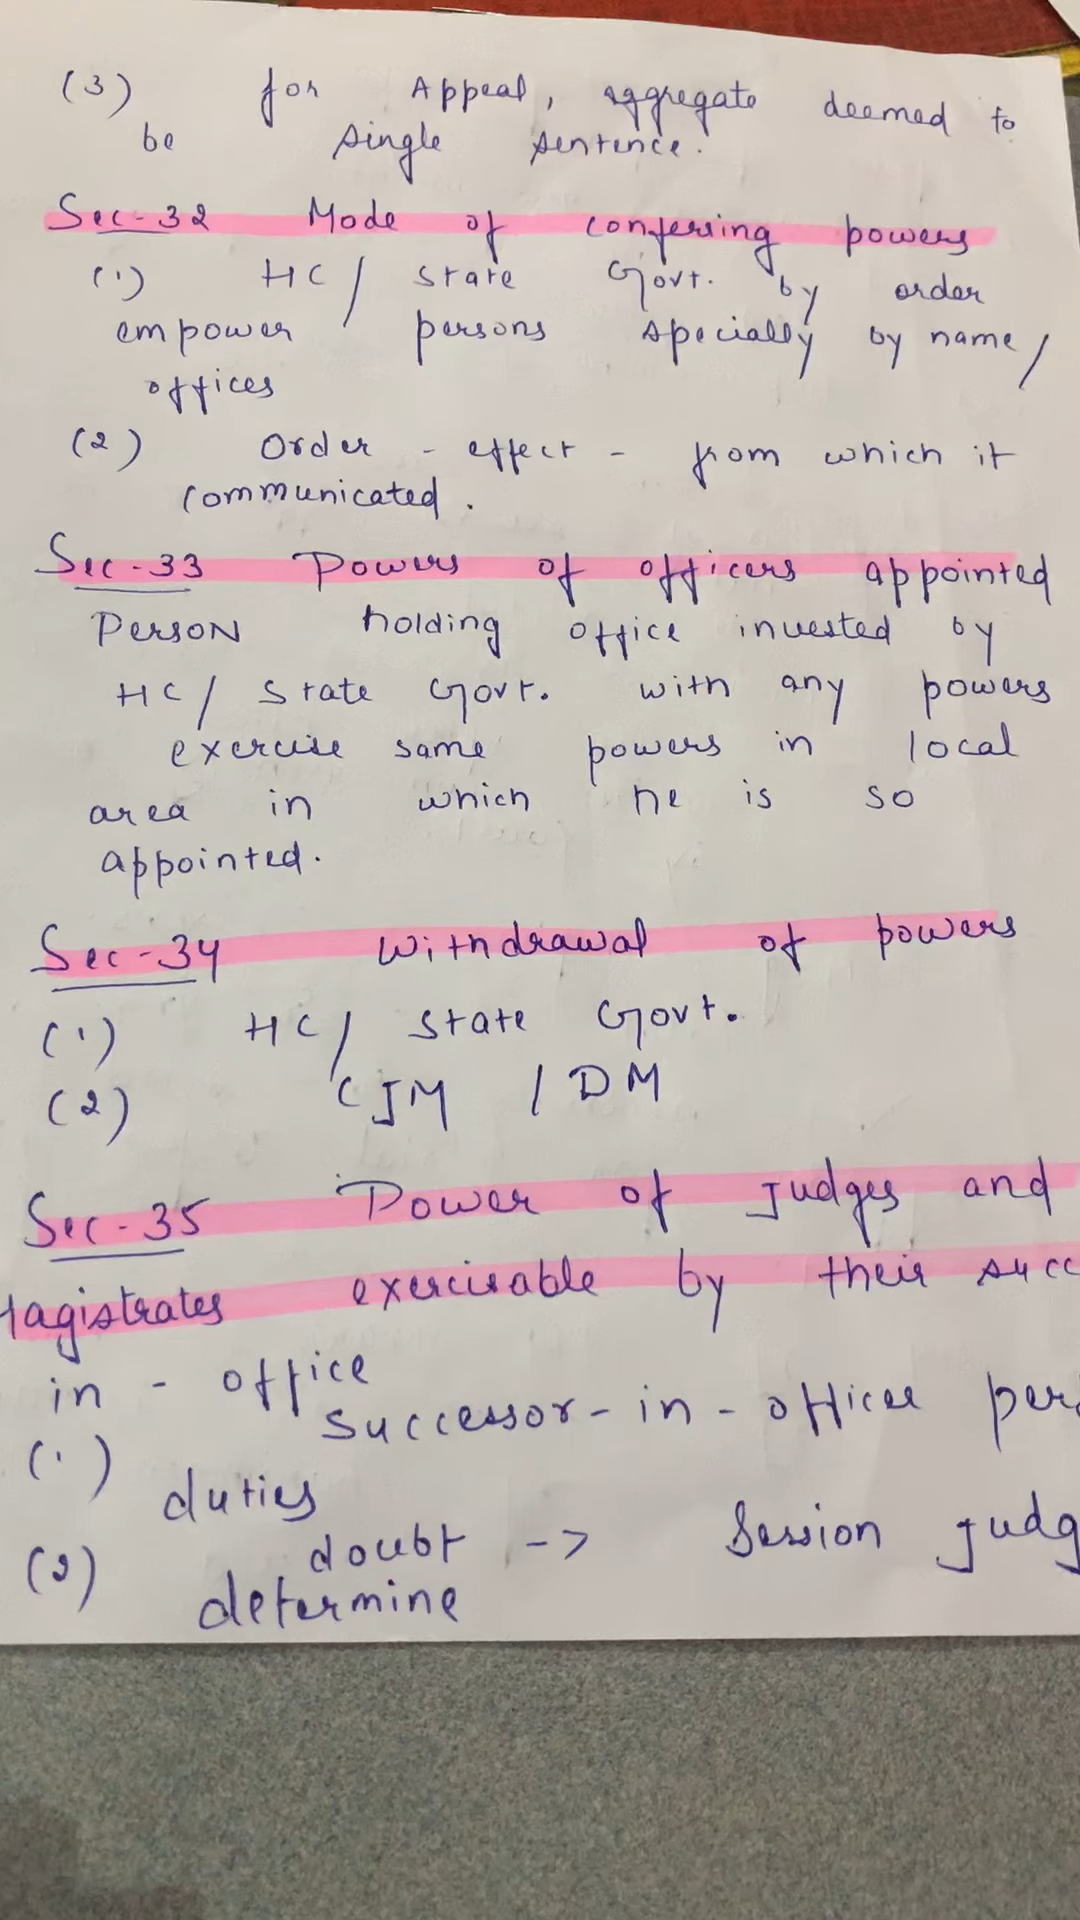 (3) for Appeal, aggregate deemed to
be single sentence.
Sec-32 Mode of conferring powers
(1) HC/ State Govt. by order
empower persons specially by name/
offices
(2) Order - effect - from which it
communicated.
Sec-33 Powers of officers appointed
Person holding office invested by
HC/ State Govt. with any powers
exercise same powers in local
area in which he is so
appointed.
Sec-34 Withdrawal of powers
(1) HC/ State Govt.
(2) CJM / DM
Sec-35 Power of Judges and
Magistrates exercisable by their succ
in - office
(1) Successor-in-office per
duties
(2) doubt -> Session Judg
determine